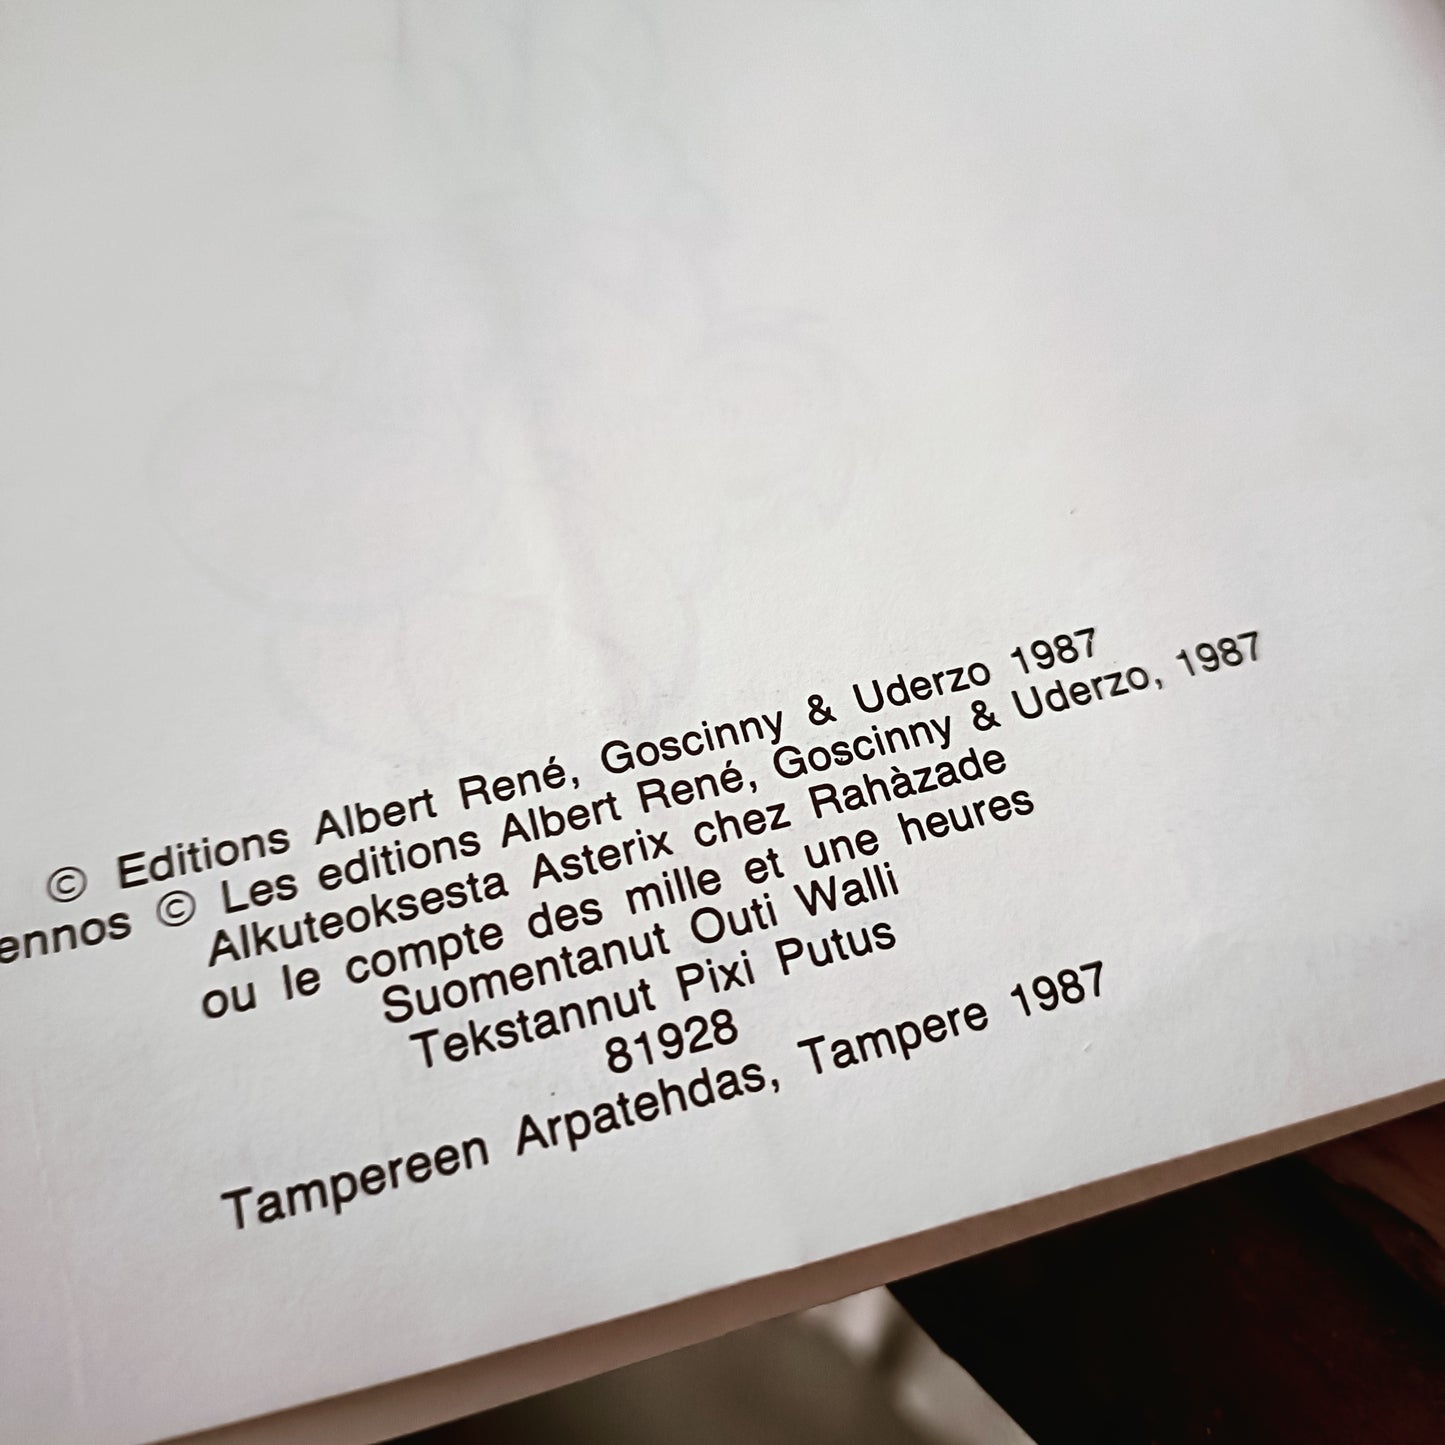 © Editions Albert René, Goscinny & Uderzo 1987
© Les editions Albert René, Goscinny & Uderzo, 1987
Alkuteoksesta Asterix chez Rahàzade
ou le compte des mille et une heures
Suomentanut Outi Walli
Tekstannut Pixi Putus
81928
Tampereen Arpatehdas, Tampere 1987